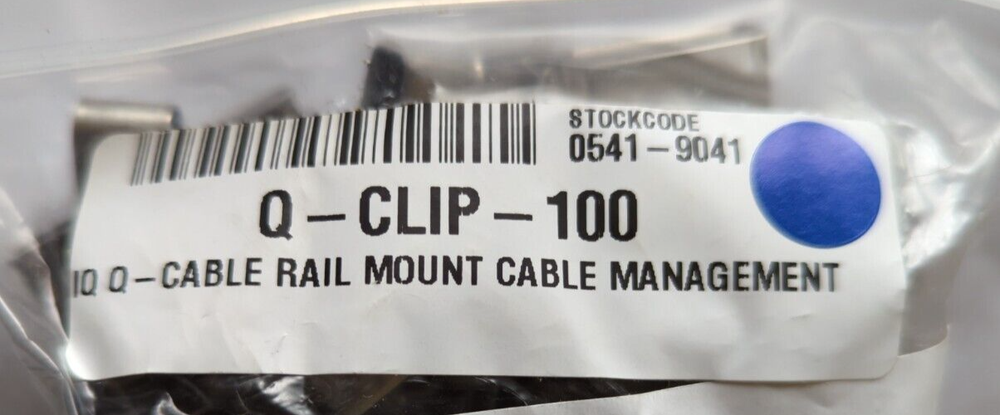 STOCKCODE
0541-9041
Q-CLIP-100
IQ Q-CABLE RAIL MOUNT CABLE MANAGEMENT